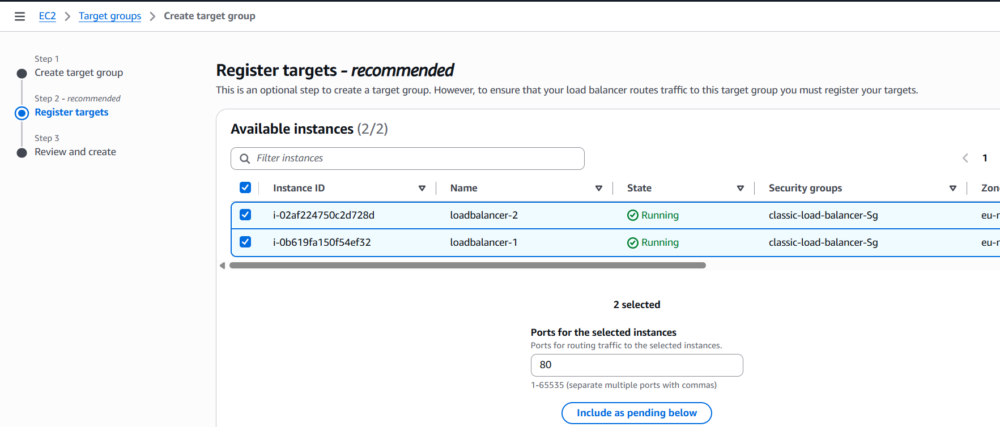 EC2 > Target groups > Create target group
Step 1
Create target group
Step 2 - recommended
Register targets
Step 3
Review and create
Register targets - recommended
This is an optional step to create a target group. However, to ensure that your load balancer routes traffic to this target group you must register your targets.
Available instances (2/2)
Filter instances
1
Instance ID Name State Security groups Zon
i-02af224750c2d728d loadbalancer-2 Running classic-load-balancer-Sg eu-n
i-0b619fa150f54ef32 loadbalancer-1 Running classic-load-balancer-Sg eu-n
2 selected
Ports for the selected instances
Ports for routing traffic to the selected instances.
80
1-65535 (separate multiple ports with commas)
Include as pending below